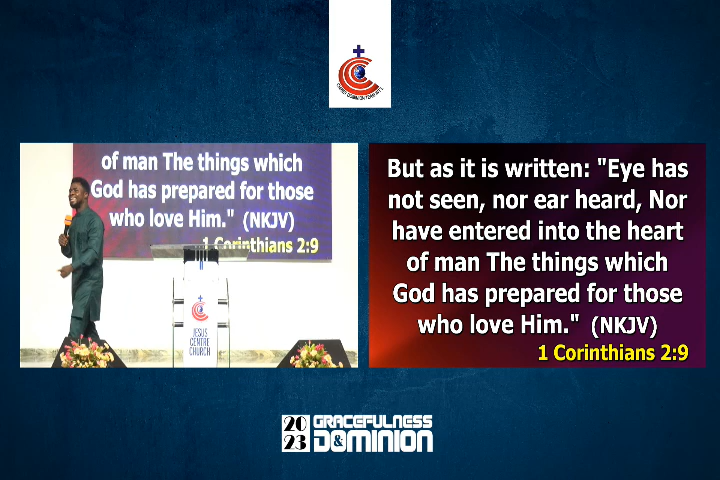 of man The things which
God has prepared for those
who love Him." (NKJV)
1 Corinthians 2:9
JESUS
CENTRE
CHURCH
But as it is written: "Eye has
not seen, nor ear heard, Nor
have entered into the heart
of man The things which
God has prepared for those
who love Him." (NKJV)
1 Corinthians 2:9
2023
GRACEFULNESS
& DOMINION